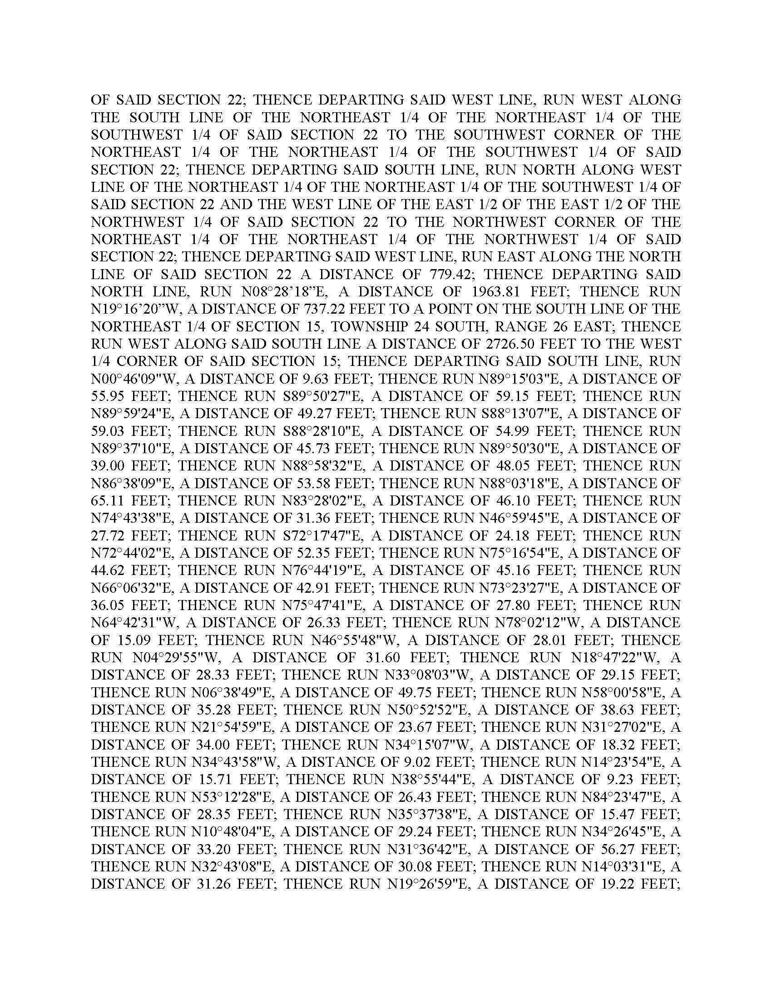 OF SAID SECTION 22; THENCE DEPARTING SAID WEST LINE, RUN WEST ALONG
THE SOUTH LINE OF THE NORTHEAST 1/4 OF THE NORTHEAST 1/4 OF THE
SOUTHWEST 1/4 OF SAID SECTION 22 TO THE SOUTHWEST CORNER OF THE
NORTHEAST 1/4 OF THE NORTHEAST 1/4 OF THE SOUTHWEST 1/4 OF SAID
SECTION 22; THENCE DEPARTING SAID SOUTH LINE, RUN NORTH ALONG WEST
LINE OF THE NORTHEAST 1/4 OF THE NORTHEAST 1/4 OF THE SOUTHWEST 1/4 OF
SAID SECTION 22 AND THE WEST LINE OF THE EAST 1/2 OF THE EAST 1/2 OF THE
NORTHWEST 1/4 OF SAID SECTION 22 TO THE NORTHWEST CORNER OF THE
NORTHEAST 1/4 OF THE NORTHEAST 1/4 OF THE NORTHWEST 1/4 OF SAID
SECTION 22; THENCE DEPARTING SAID WEST LINE, RUN EAST ALONG THE NORTH
LINE OF SAID SECTION 22 A DISTANCE OF 779.42; THENCE DEPARTING SAID
NORTH LINE, RUN N08°28’18”E, A DISTANCE OF 1963.81 FEET; THENCE RUN
N19°16’20”W, A DISTANCE OF 737.22 FEET TO A POINT ON THE SOUTH LINE OF THE
NORTHEAST 1/4 OF SECTION 15, TOWNSHIP 24 SOUTH, RANGE 26 EAST; THENCE
RUN WEST ALONG SAID SOUTH LINE A DISTANCE OF 2726.50 FEET TO THE WEST
1/4 CORNER OF SAID SECTION 15; THENCE DEPARTING SAID SOUTH LINE, RUN
N00°46'09"W, A DISTANCE OF 9.63 FEET; THENCE RUN N89°15'03"E, A DISTANCE OF
55.95 FEET; THENCE RUN S89°50'27"E, A DISTANCE OF 59.15 FEET; THENCE RUN
N89°59'24"E, A DISTANCE OF 49.27 FEET; THENCE RUN S88°13'07"E, A DISTANCE OF
59.03 FEET; THENCE RUN S88°28'10"E, A DISTANCE OF 54.99 FEET; THENCE RUN
N89°37'10"E, A DISTANCE OF 45.73 FEET; THENCE RUN N89°50'30"E, A DISTANCE OF
39.00 FEET; THENCE RUN N88°58'32"E, A DISTANCE OF 48.05 FEET; THENCE RUN
N86°38'09"E, A DISTANCE OF 53.58 FEET; THENCE RUN N88°03'18"E, A DISTANCE OF
65.11 FEET; THENCE RUN N83°28'02"E, A DISTANCE OF 46.10 FEET; THENCE RUN
N74°43'38"E, A DISTANCE OF 31.36 FEET; THENCE RUN N46°59'45"E, A DISTANCE OF
27.72 FEET; THENCE RUN S72°17'47"E, A DISTANCE OF 24.18 FEET; THENCE RUN
N72°44'02"E, A DISTANCE OF 52.35 FEET; THENCE RUN N75°16'54"E, A DISTANCE OF
44.62 FEET; THENCE RUN N76°44'19"E, A DISTANCE OF 45.16 FEET; THENCE RUN
N66°06'32"E, A DISTANCE OF 42.91 FEET; THENCE RUN N73°23'27"E, A DISTANCE OF
36.05 FEET; THENCE RUN N75°47'41"E, A DISTANCE OF 27.80 FEET; THENCE RUN
N64°42'31"W, A DISTANCE OF 26.33 FEET; THENCE RUN N78°02'12"W, A DISTANCE
OF 15.09 FEET; THENCE RUN N46°55'48"W, A DISTANCE OF 28.01 FEET; THENCE
RUN N04°29'55"W, A DISTANCE OF 31.60 FEET; THENCE RUN N18°47'22"W, A
DISTANCE OF 28.33 FEET; THENCE RUN N33°08'03"W, A DISTANCE OF 29.15 FEET;
THENCE RUN N06°38'49"E, A DISTANCE OF 49.75 FEET; THENCE RUN N58°00'58"E, A
DISTANCE OF 35.28 FEET; THENCE RUN N50°52'52"E, A DISTANCE OF 38.63 FEET;
THENCE RUN N21°54'59"E, A DISTANCE OF 23.67 FEET; THENCE RUN N31°27'02"E, A
DISTANCE OF 34.00 FEET; THENCE RUN N34°15'07"W, A DISTANCE OF 18.32 FEET;
THENCE RUN N34°43'58"W, A DISTANCE OF 9.02 FEET; THENCE RUN N14°23'54"E, A
DISTANCE OF 15.71 FEET; THENCE RUN N38°55'44"E, A DISTANCE OF 9.23 FEET;
THENCE RUN N53°12'28"E, A DISTANCE OF 26.43 FEET; THENCE RUN N84°23'47"E, A
DISTANCE OF 28.35 FEET; THENCE RUN N35°37'38"E, A DISTANCE OF 15.47 FEET;
THENCE RUN N10°48'04"E, A DISTANCE OF 29.24 FEET; THENCE RUN N34°26'45"E, A
DISTANCE OF 33.20 FEET; THENCE RUN N31°36'42"E, A DISTANCE OF 56.27 FEET;
THENCE RUN N32°43'08"E, A DISTANCE OF 30.08 FEET; THENCE RUN N14°03'31"E, A
DISTANCE OF 31.26 FEET; THENCE RUN N19°26'59"E, A DISTANCE OF 19.22 FEET;